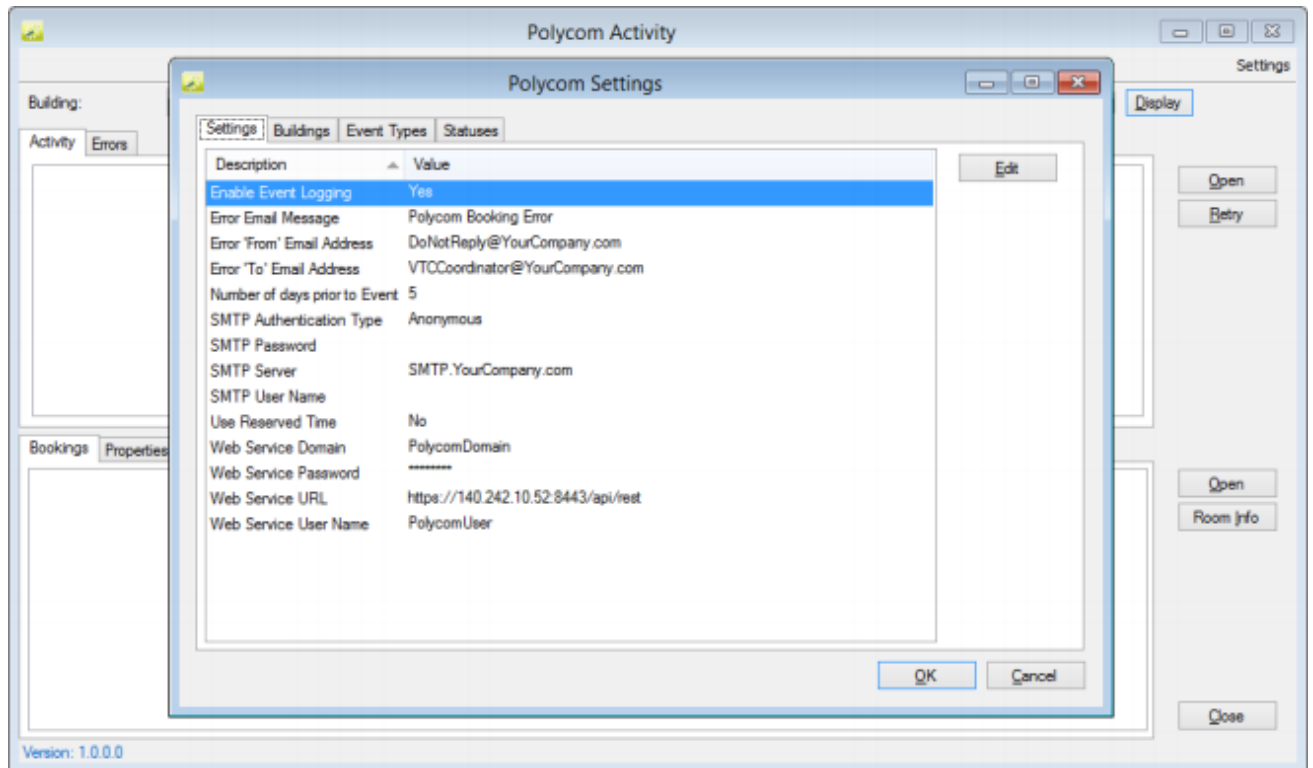 Polycom Activity
Settings
Building:
Display
Activity Errors
Open
Retry
Polycom Settings
Settings Buildings Event Types Statuses
Description Value
Edit
Enable Event Logging Yes
Error Email Message Polycom Booking Error
Error 'From' Email Address DoNotReply@YourCompany.com
Error 'To' Email Address VTCCoordinator@YourCompany.com
Number of days prior to Event 5
SMTP Authentication Type Anonymous
SMTP Password
SMTP Server SMTP.YourCompany.com
SMTP User Name
Use Reserved Time No
Web Service Domain PolycomDomain
Web Service Password ********
Web Service URL https://140.242.10.52:8443/api/rest
Web Service User Name PolycomUser
OK Cancel
Bookings Properties
Open
Room Info
Close
Version: 1.0.0.0